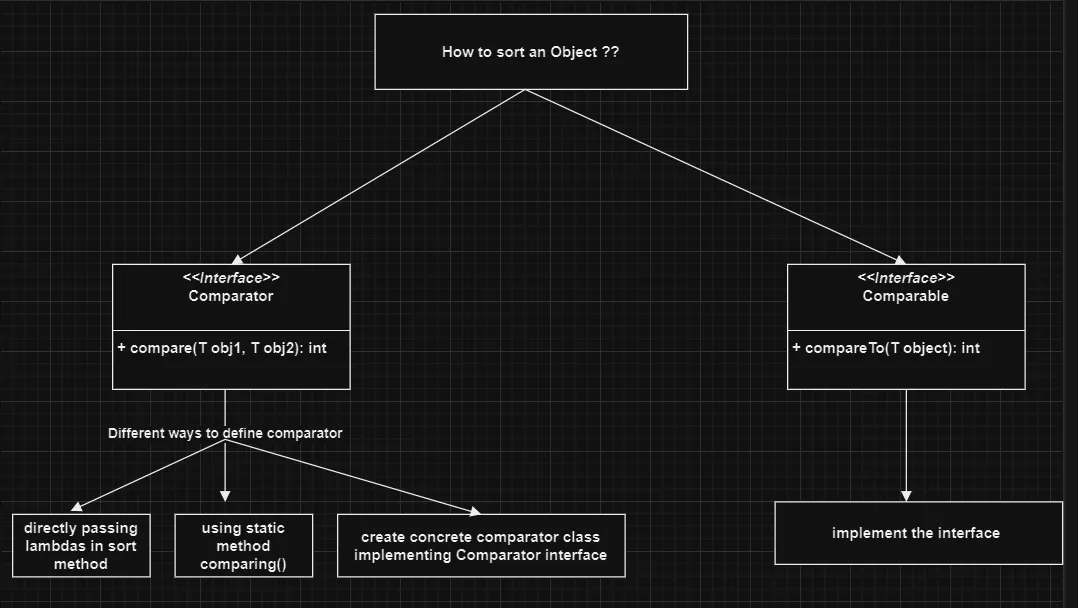 How to sort an Object ??
<<Interface>>
Comparator
+ compare(T obj1, T obj2): int
<<Interface>>
Comparable
+ compareTo(T object): int
Different ways to define comparator
directly passing
lambdas in sort
method
using static
method
comparing()
create concrete comparator class
implementing Comparator interface
implement the interface